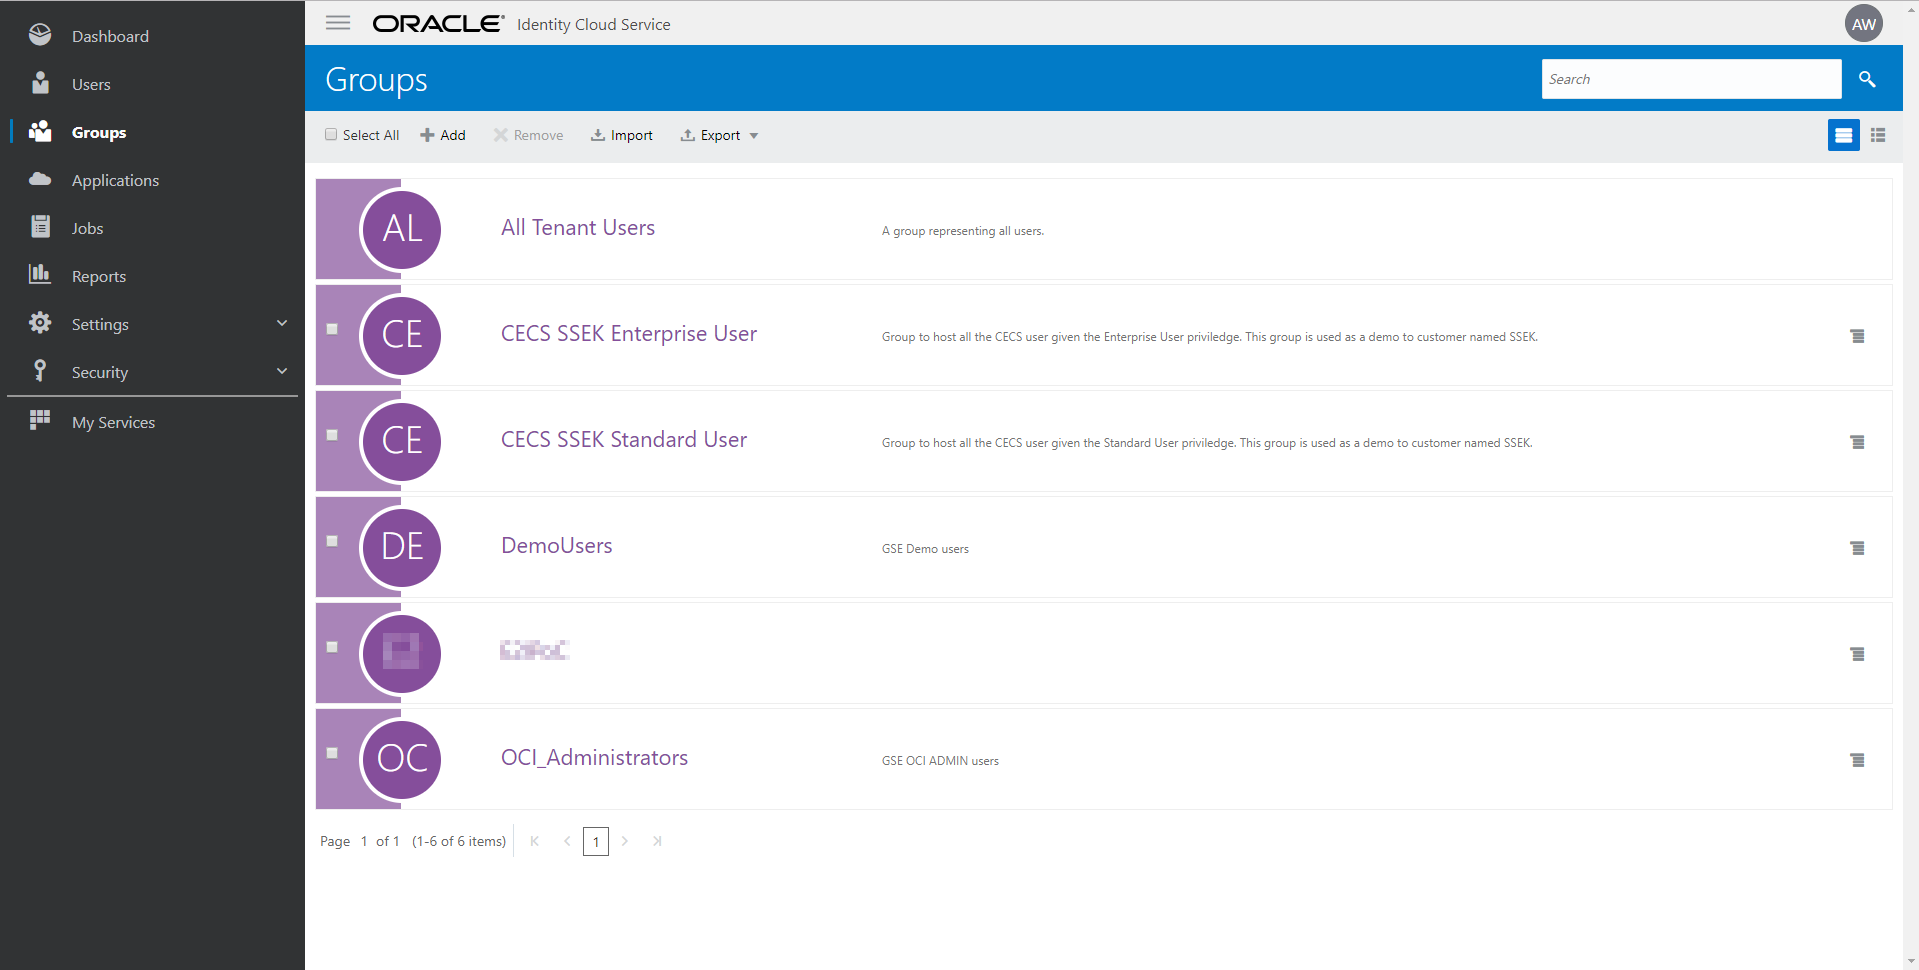 Dashboard
Users
Groups
Applications
Jobs
Reports
Settings
Security
My Services
ORACLE® Identity Cloud Service
AW
Groups
Search
Select All Add Remove Import Export
AL All Tenant Users A group representing all users.
CE CECS SSEK Enterprise User Group to host all the CECS user given the Enterprise User priviledge. This group is used as a demo to customer named SSEK.
CE CECS SSEK Standard User Group to host all the CECS user given the Standard User priviledge. This group is used as a demo to customer named SSEK.
DE DemoUsers GSE Demo users
OC OCI_Administrators GSE OCI ADMIN users
Page 1 of 1 (1-6 of 6 items) 1